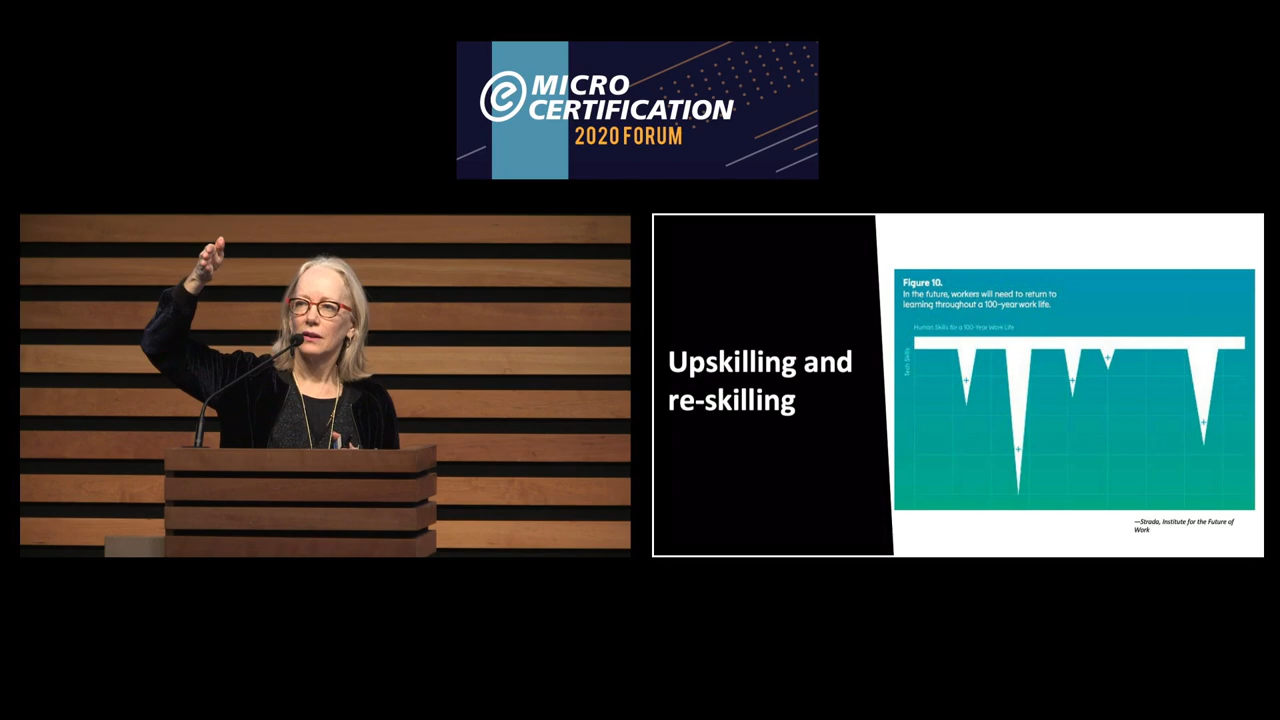 MICRO
CERTIFICATION
2020 FORUM
Upskilling and
re-skilling
Figure 10.
In the future, workers will need to return to
learning throughout a 100-year work life.
Human Skills for a 100-Year Work Life
Tech Skills
—Strada, Institute for the Future of
Work